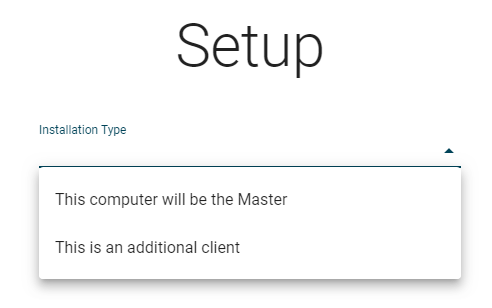 Setup
Installation Type
This computer will be the Master
This is an additional client